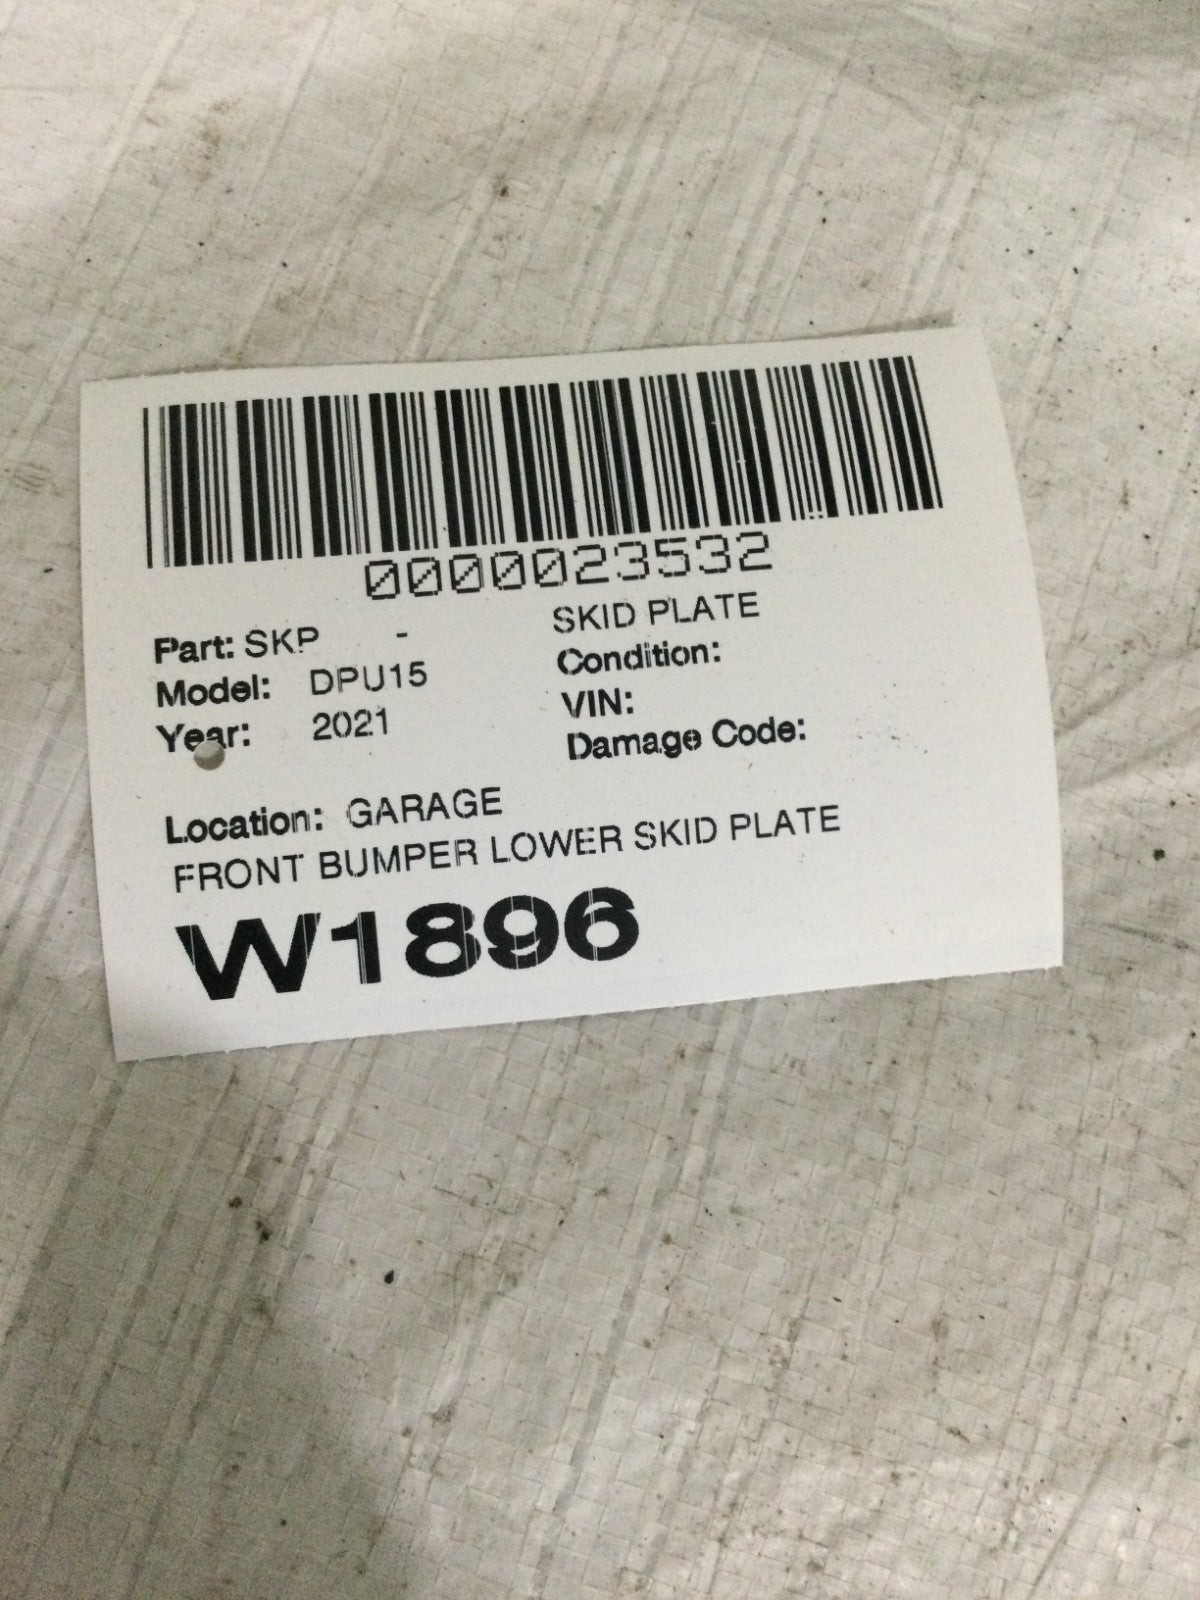 0000023532
Part: SKP - SKID PLATE
Model: DPU15 Condition:
Year: 2021 VIN:
Damage Code:
Location: GARAGE
FRONT BUMPER LOWER SKID PLATE
W1896